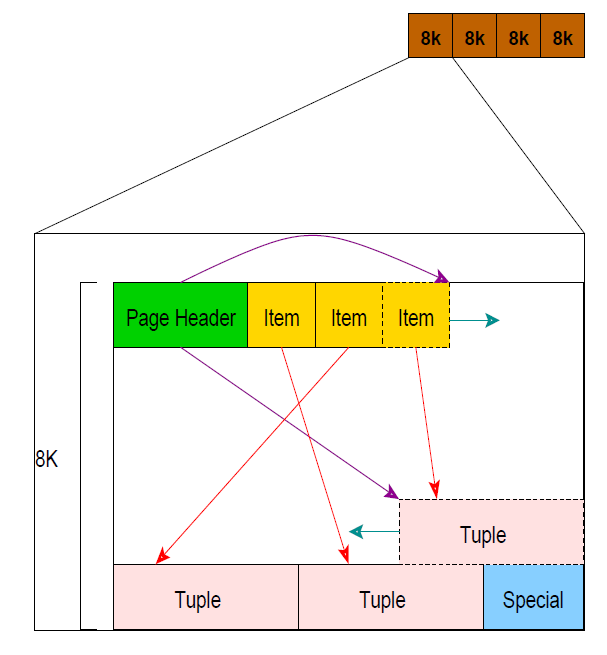 8k 8k 8k 8k
Page Header Item Item Item
8K
Tuple
Tuple Tuple Special